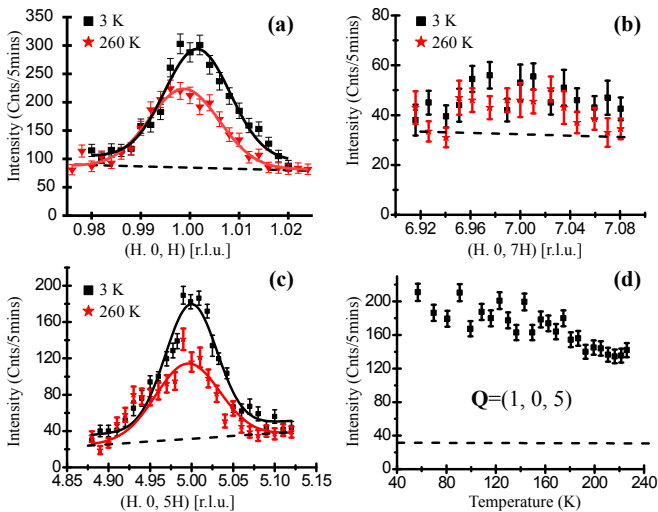 (a)
3 K
260 K
Intensity (Cnts/5mins)
350
300
250
200
150
100
50
0
0.98 0.99 1.00 1.01 1.02
(H. 0, H) [r.l.u.]
(b)
3 K
260 K
Intensity (Cnts/5mins)
80
60
40
20
0
6.92 6.96 7.00 7.04 7.08
(H. 0, 7H) [r.l.u.]
(c)
3 K
260 K
Intensity (Cnts/5mins)
200
160
120
80
40
0
4.85 4.90 4.95 5.00 5.05 5.10 5.15
(H. 0, 5H) [r.l.u.]
(d)
Q=(1, 0, 5)
Intensity (Cnts/5mins)
200
160
120
80
40
0
40 80 120 160 200 240
Temperature (K)